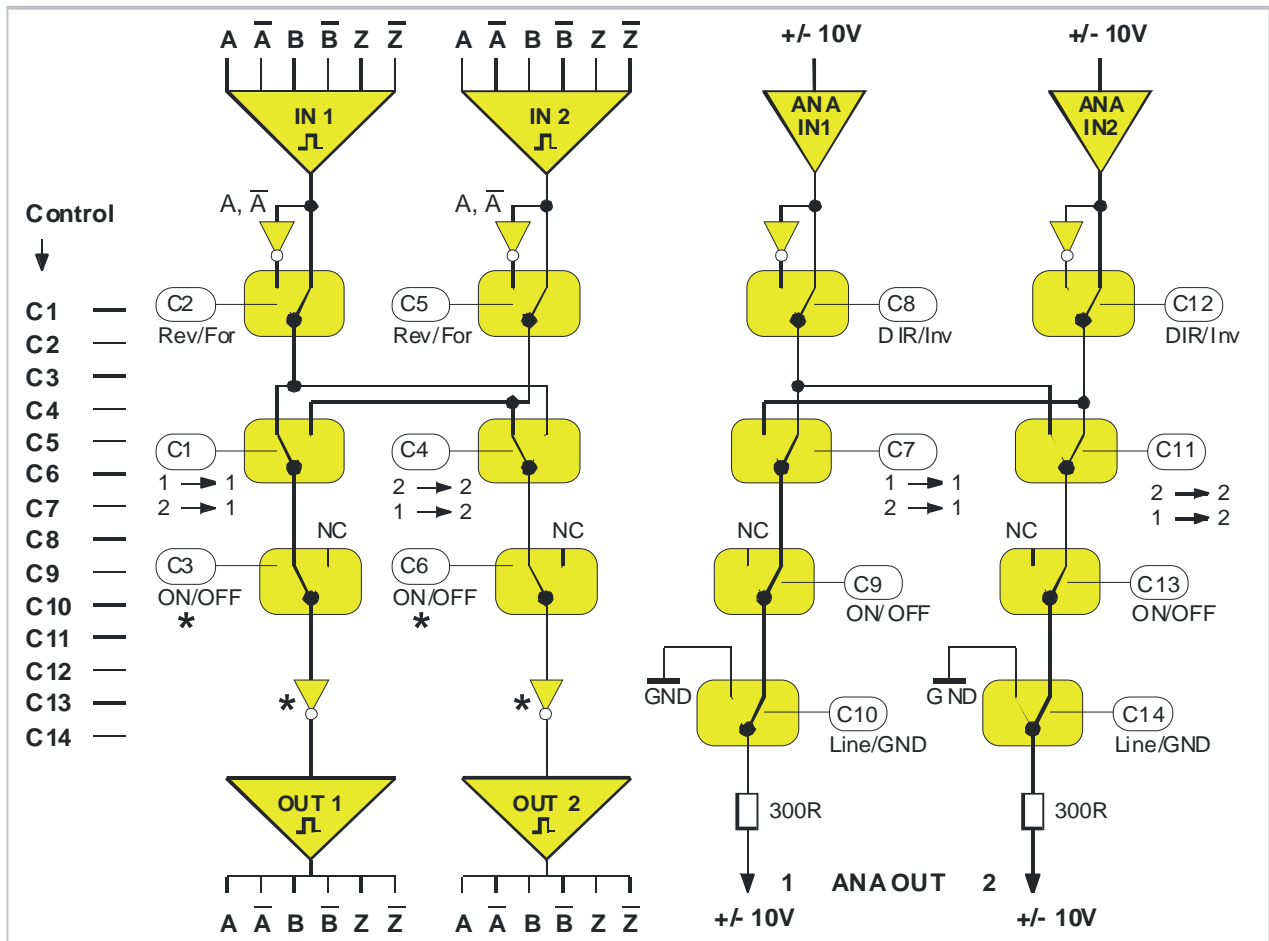 A A̅ B B̅ Z Z̅
A A̅ B B̅ Z Z̅
+/- 10V
+/- 10V
IN 1
IN 2
ANA
IN1
ANA
IN2
A, A̅
A, A̅
Control
C1
C2
C3
C4
C5
C6
C7
C8
C9
C10
C11
C12
C13
C14
C2
Rev/For
C5
Rev/For
C8
DIR/Inv
C12
DIR/Inv
C1
1 → 1
2 → 1
C4
2 → 2
1 → 2
C7
1 → 1
2 → 1
C11
2 → 2
1 → 2
NC
C3
ON/OFF
*
NC
C6
ON/OFF
*
NC
C9
ON/OFF
NC
C13
ON/OFF
*
*
GND
C10
Line/GND
GND
C14
Line/GND
OUT 1
OUT 2
300R
300R
1 ANA OUT 2
A A̅ B B̅ Z Z̅
A A̅ B B̅ Z Z̅
+/- 10V
+/- 10V